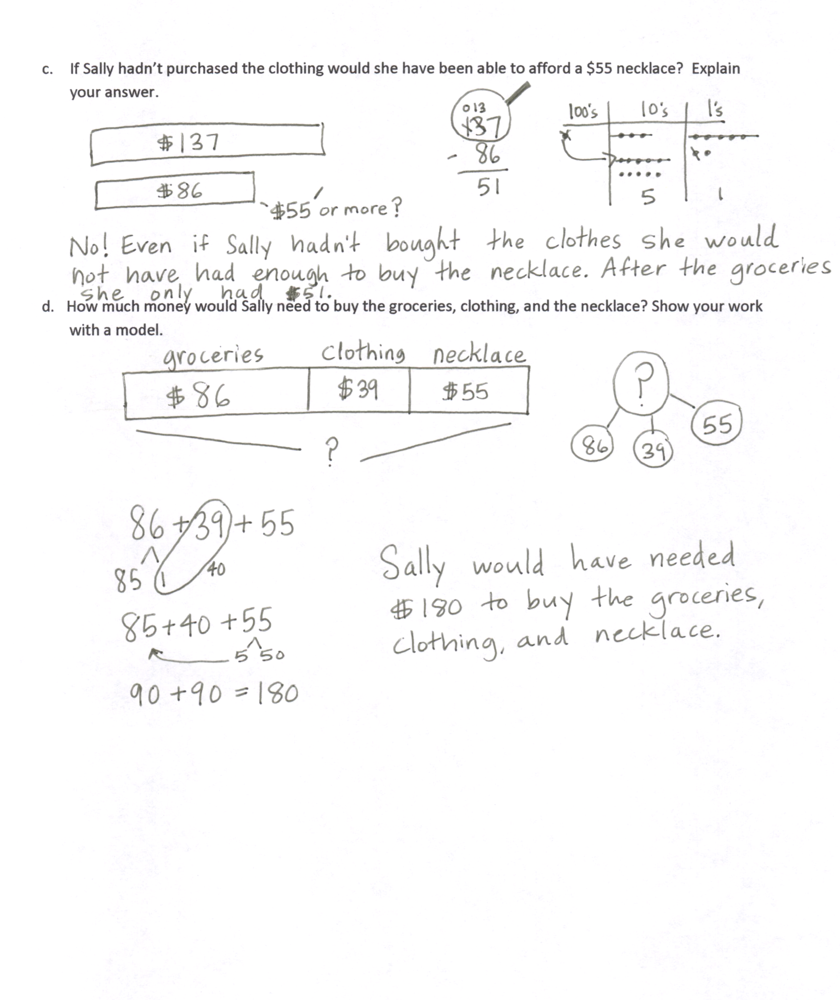 c. If Sally hadn't purchased the clothing would she have been able to afford a $55 necklace? Explain
your answer.
$137
$86
$55 or more?
013
137
- 86
51
100's 10's 1's
5 1
No! Even if Sally hadn't bought the clothes she would
not have had enough to buy the necklace. After the groceries
she only had $51.
d. How much money would Sally need to buy the groceries, clothing, and the necklace? Show your work
with a model.
groceries clothing necklace
$86 $39 $55
?
?
86 39 55
86 + 39 + 55
85 1 40
85 + 40 + 55
5 50
90 + 90 = 180
Sally would have needed
$180 to buy the groceries,
clothing, and necklace.